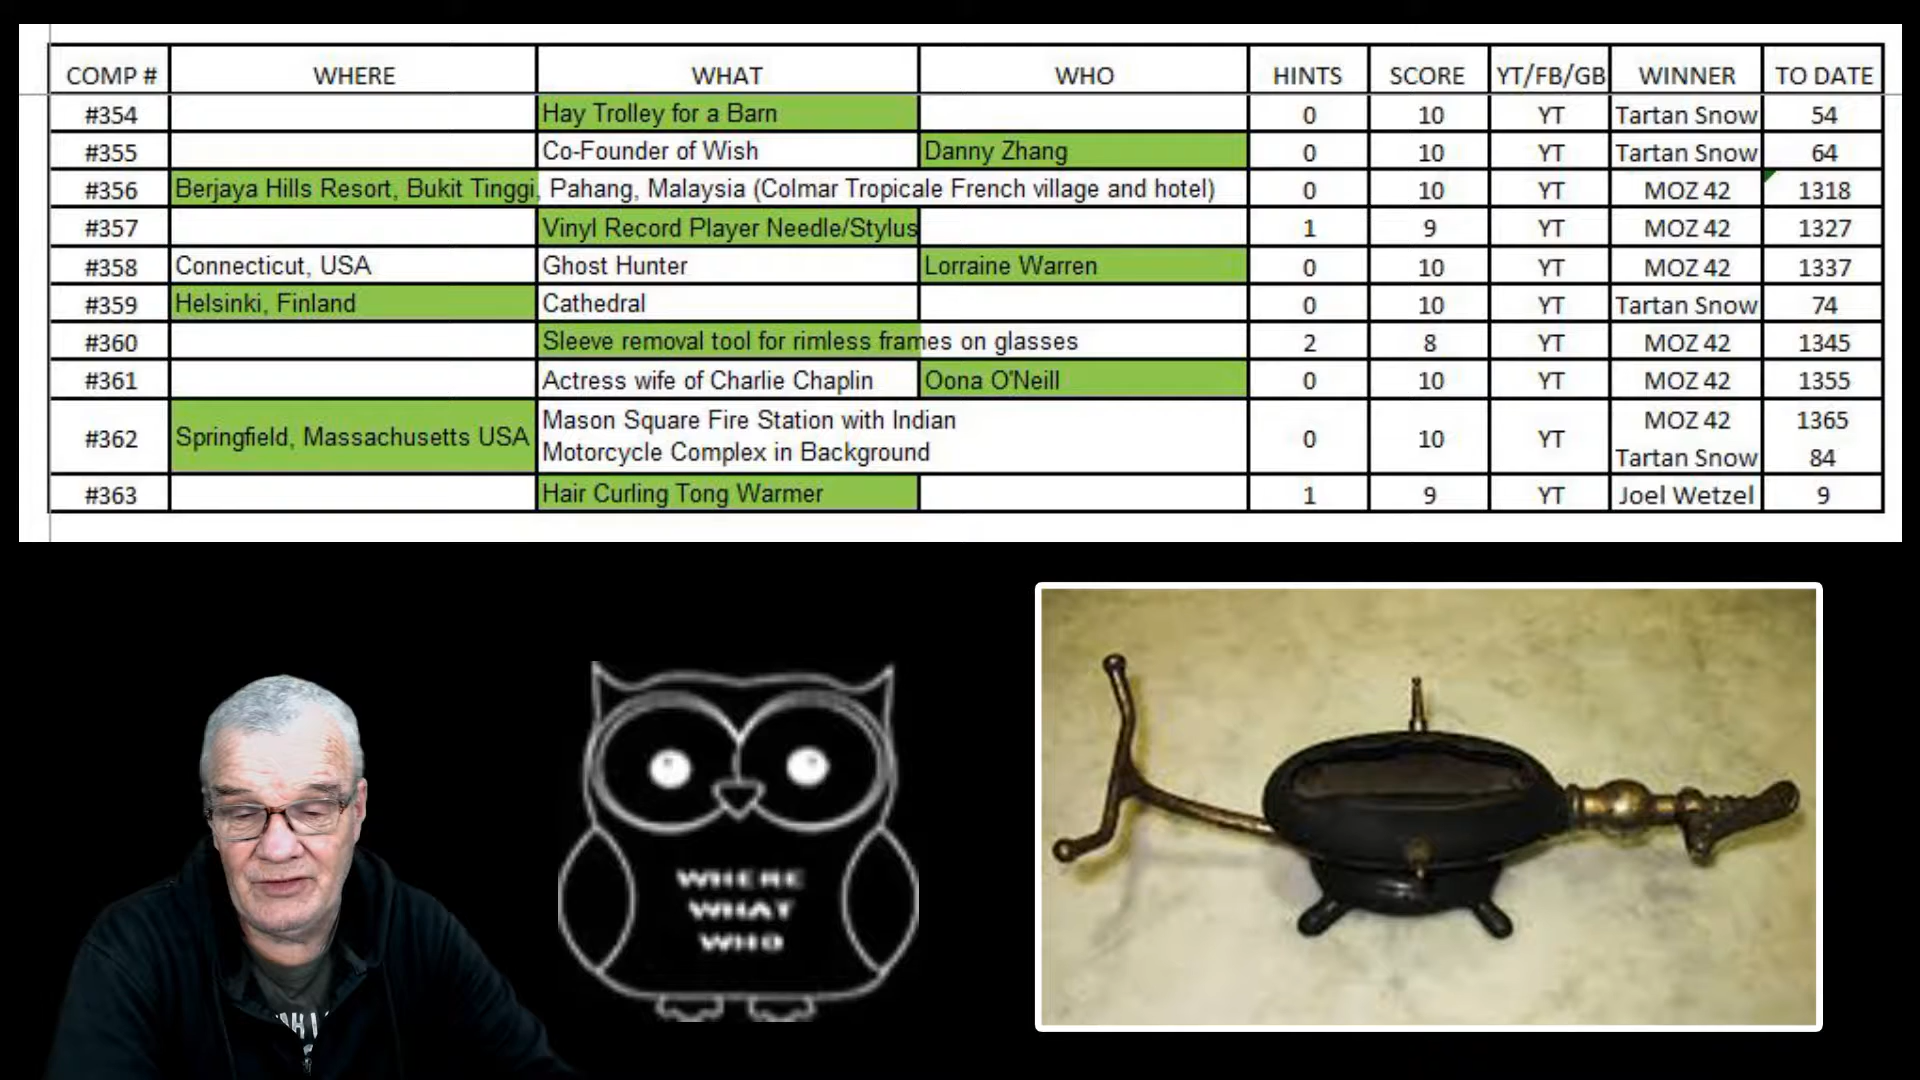 COMP # WHERE WHAT WHO HINTS SCORE YT/FB/GB WINNER TO DATE
#354 Hay Trolley for a Barn 0 10 YT Tartan Snow 54
#355 Co-Founder of Wish Danny Zhang 0 10 YT Tartan Snow 64
#356 Berjaya Hills Resort, Bukit Tinggi, Pahang, Malaysia (Colmar Tropicale French village and hotel) 0 10 YT MOZ 42 1318
#357 Vinyl Record Player Needle/Stylus 1 9 YT MOZ 42 1327
#358 Connecticut, USA Ghost Hunter Lorraine Warren 0 10 YT MOZ 42 1337
#359 Helsinki, Finland Cathedral 0 10 YT Tartan Snow 74
#360 Sleeve removal tool for rimless frames on glasses 2 8 YT MOZ 42 1345
#361 Actress wife of Charlie Chaplin Oona O'Neill 0 10 YT MOZ 42 1355
#362 Springfield, Massachusetts USA Mason Square Fire Station with Indian 0 10 YT MOZ 42 1365
Motorcycle Complex in Background Tartan Snow 84
#363 Hair Curling Tong Warmer 1 9 YT Joel Wetzel 9
WHERE
WHAT
WHO